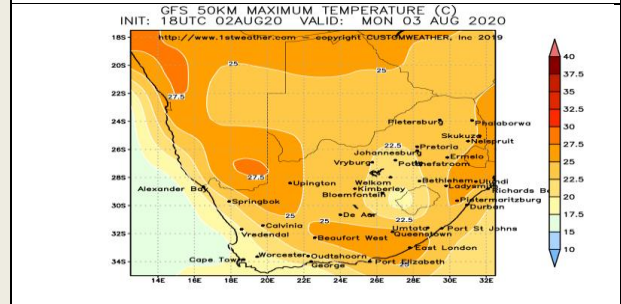 GFS 50KM MAXIMUM TEMPERATURE (C)
INIT: 18UTC 02AUG20 VALID: MON 03 AUG 2020
http://www.1stweather.com — copyright CUSTOMWEATHER, Inc 2019
18S
20S
22S
24S
26S
28S
30S
32S
34S
25
25
27.5
Pietersburg
Phalaborwa
Skukuza
Nelspruit
22.5
Pretoria
Johannesburg
Ermelo
Vryburg
Potchefstroom
27.5
Upington
Welkom
Kimberley
Bethlehem
Ulundi
Ladysmith
Richards B
Alexander Bay
Springbok
Bloemfontein
Pietermaritzburg
Durban
25
De Aar
22.5
25
Calvinia
Vredendal
Umtata
Port St Johns
Beaufort West
Queenstown
East London
Cape Town
Worcester
Oudtshoorn
George
Port Elizabeth
14E 16E 18E 20E 22E 24E 26E 28E 30E 32E
40
37.5
35
32.5
30
27.5
25
22.5
20
17.5
15
10